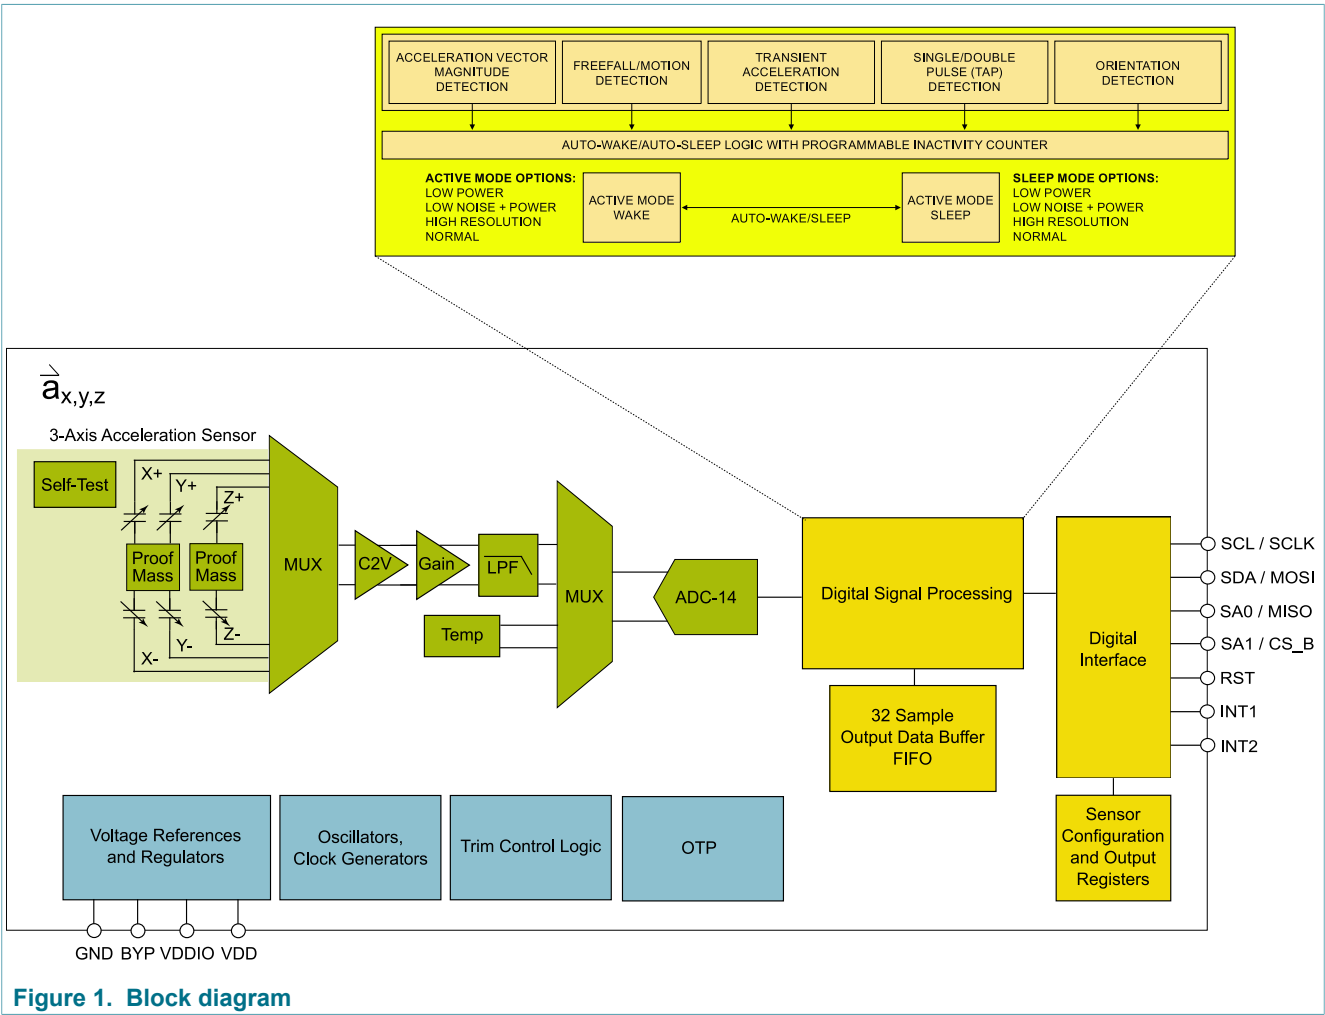 ACCELERATION VECTOR
MAGNITUDE
DETECTION
FREEFALL/MOTION
DETECTION
TRANSIENT
ACCELERATION
DETECTION
SINGLE/DOUBLE
PULSE (TAP)
DETECTION
ORIENTATION
DETECTION
AUTO-WAKE/AUTO-SLEEP LOGIC WITH PROGRAMMABLE INACTIVITY COUNTER
ACTIVE MODE OPTIONS:
LOW POWER
LOW NOISE + POWER
HIGH RESOLUTION
NORMAL
ACTIVE MODE
WAKE
AUTO-WAKE/SLEEP
ACTIVE MODE
SLEEP
SLEEP MODE OPTIONS:
LOW POWER
LOW NOISE + POWER
HIGH RESOLUTION
NORMAL
a x,y,z
3-Axis Acceleration Sensor
Self-Test
X+
Y+
Z+
Proof
Mass
Proof
Mass
Z-
Y-
X-
MUX
C2V
Gain
LPF
Temp
MUX
ADC-14
Digital Signal Processing
32 Sample
Output Data Buffer
FIFO
Digital
Interface
Sensor
Configuration
and Output
Registers
SCL / SCLK
SDA / MOSI
SA0 / MISO
SA1 / CS_B
RST
INT1
INT2
Voltage References
and Regulators
Oscillators,
Clock Generators
Trim Control Logic
OTP
GND BYP VDDIO VDD
Figure 1. Block diagram